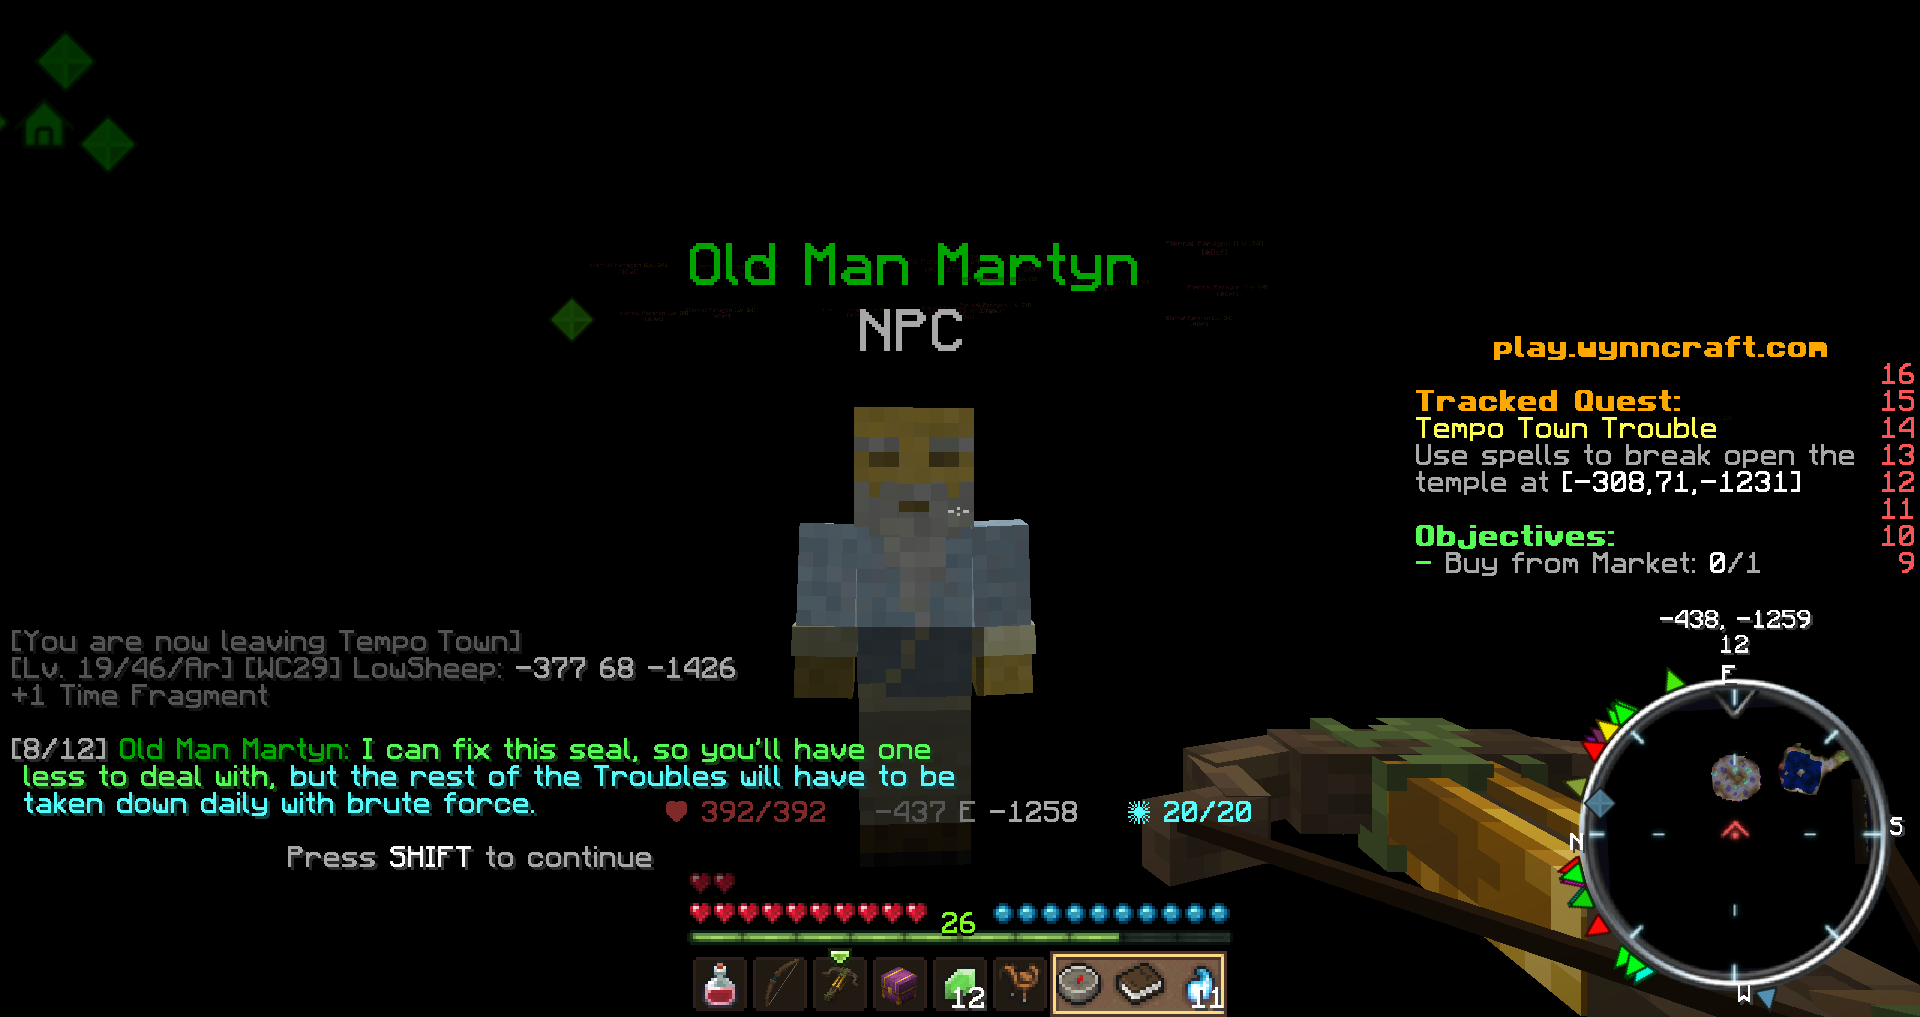 Old Man Martyn
NPC
play.wynncraft.com
16
Tracked Quest: 15
Tempo Town Trouble 14
Use spells to break open the 13
temple at [-308,71,-1231] 12
11
Objectives: 10
- Buy from Market: 0/1 9
-438, -1259
12
F
N
S
W
[You are now leaving Tempo Town]
[Lv. 19/46/Ar] [WC29] LowSheep: -377 68 -1426
+1 Time Fragment
[8/12] Old Man Martyn: I can fix this seal, so you'll have one
less to deal with, but the rest of the Troubles will have to be
taken down daily with brute force.
392/392 -437 E -1258 20/20
Press SHIFT to continue
26
12
11